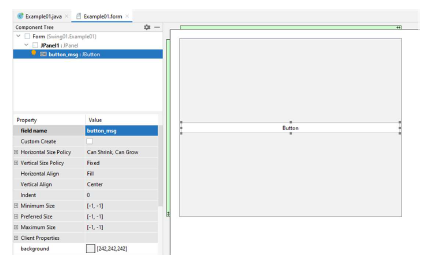 Example01.java
Example01.form
Component Tree
Form (Swing01.Example01)
JPanel1 : JPanel
button_msg : JButton
Button
Property
Value
field name
button_msg
Custom Create
Horizontal Size Policy
Can Shrink, Can Grow
Vertical Size Policy
Fixed
Horizontal Align
Fill
Vertical Align
Center
Indent
0
Minimum Size
[-1, -1]
Preferred Size
[-1, -1]
Maximum Size
[-1, -1]
Client Properties
background
[242,242,242]